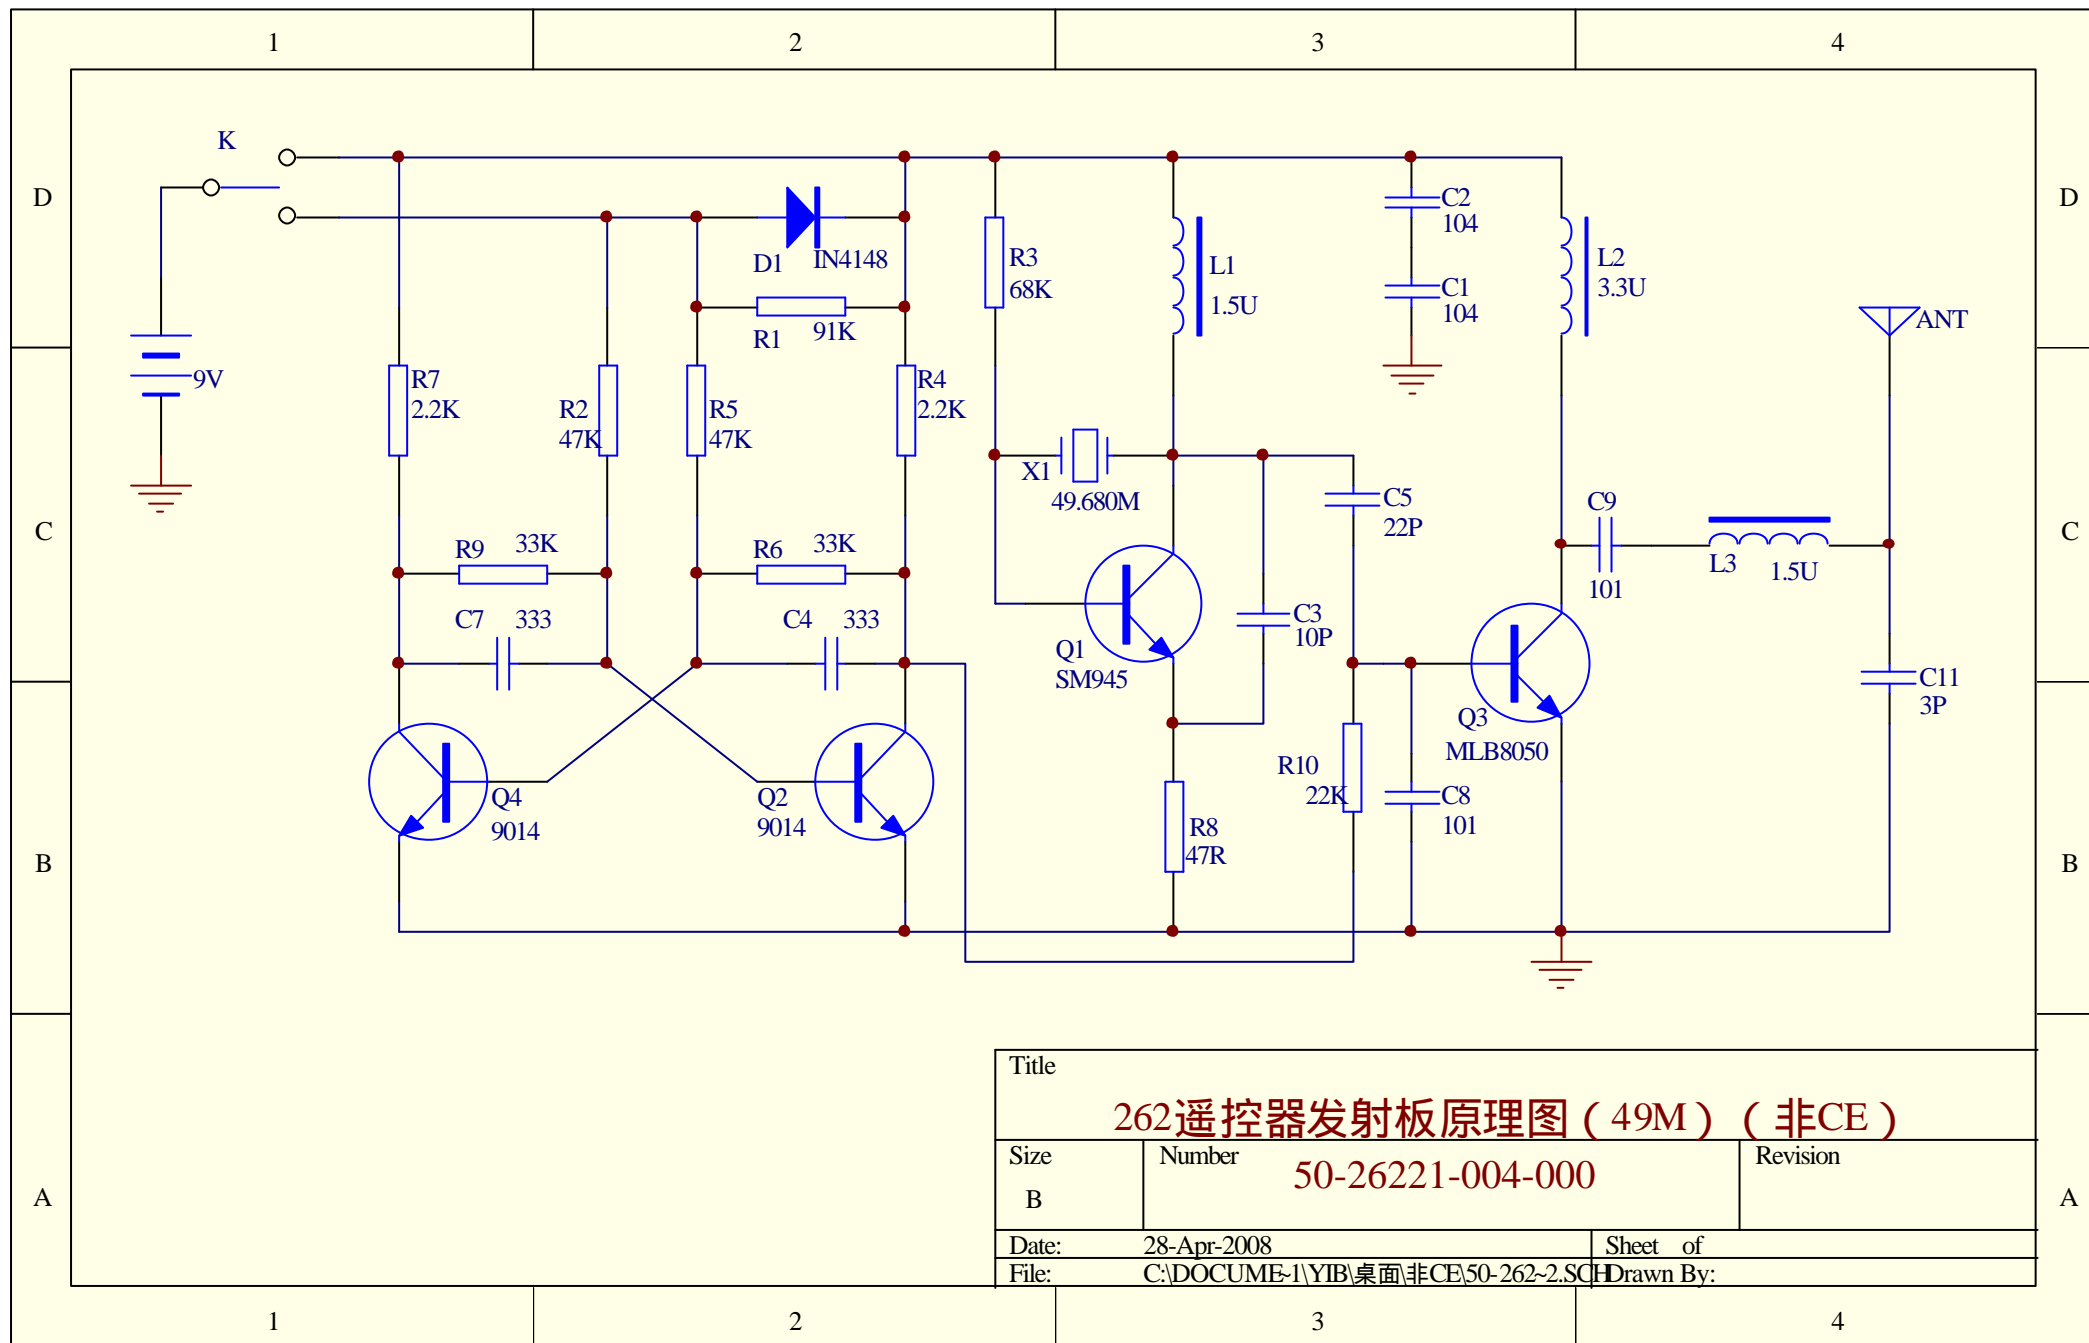 1 2 3 4
D D
C C
B B
A A
K
9V
D1 IN4148
R1 91K
R7
2.2K
R2
47K
R5
47K
R4
2.2K
R9 33K
R6 33K
C7 333
C4 333
Q4
9014
Q2
9014
R3
68K
L1
1.5U
X1
49.680M
Q1
SM945
C3
10P
C5
22P
R8
47R
R10
22K
C8
101
C2
104
C1
104
L2
3.3U
Q3
MLB8050
C9
101
L3 1.5U
ANT
C11
3P
Title
262遥控器发射板原理图（49M）（非CE）
Size
B
Number
50-26221-004-000
Revision
Date: 28-Apr-2008 Sheet of
File: C:\DOCUME~1\YIB\桌面\非CE\50-262~2.SCH Drawn By:
1 2 3 4